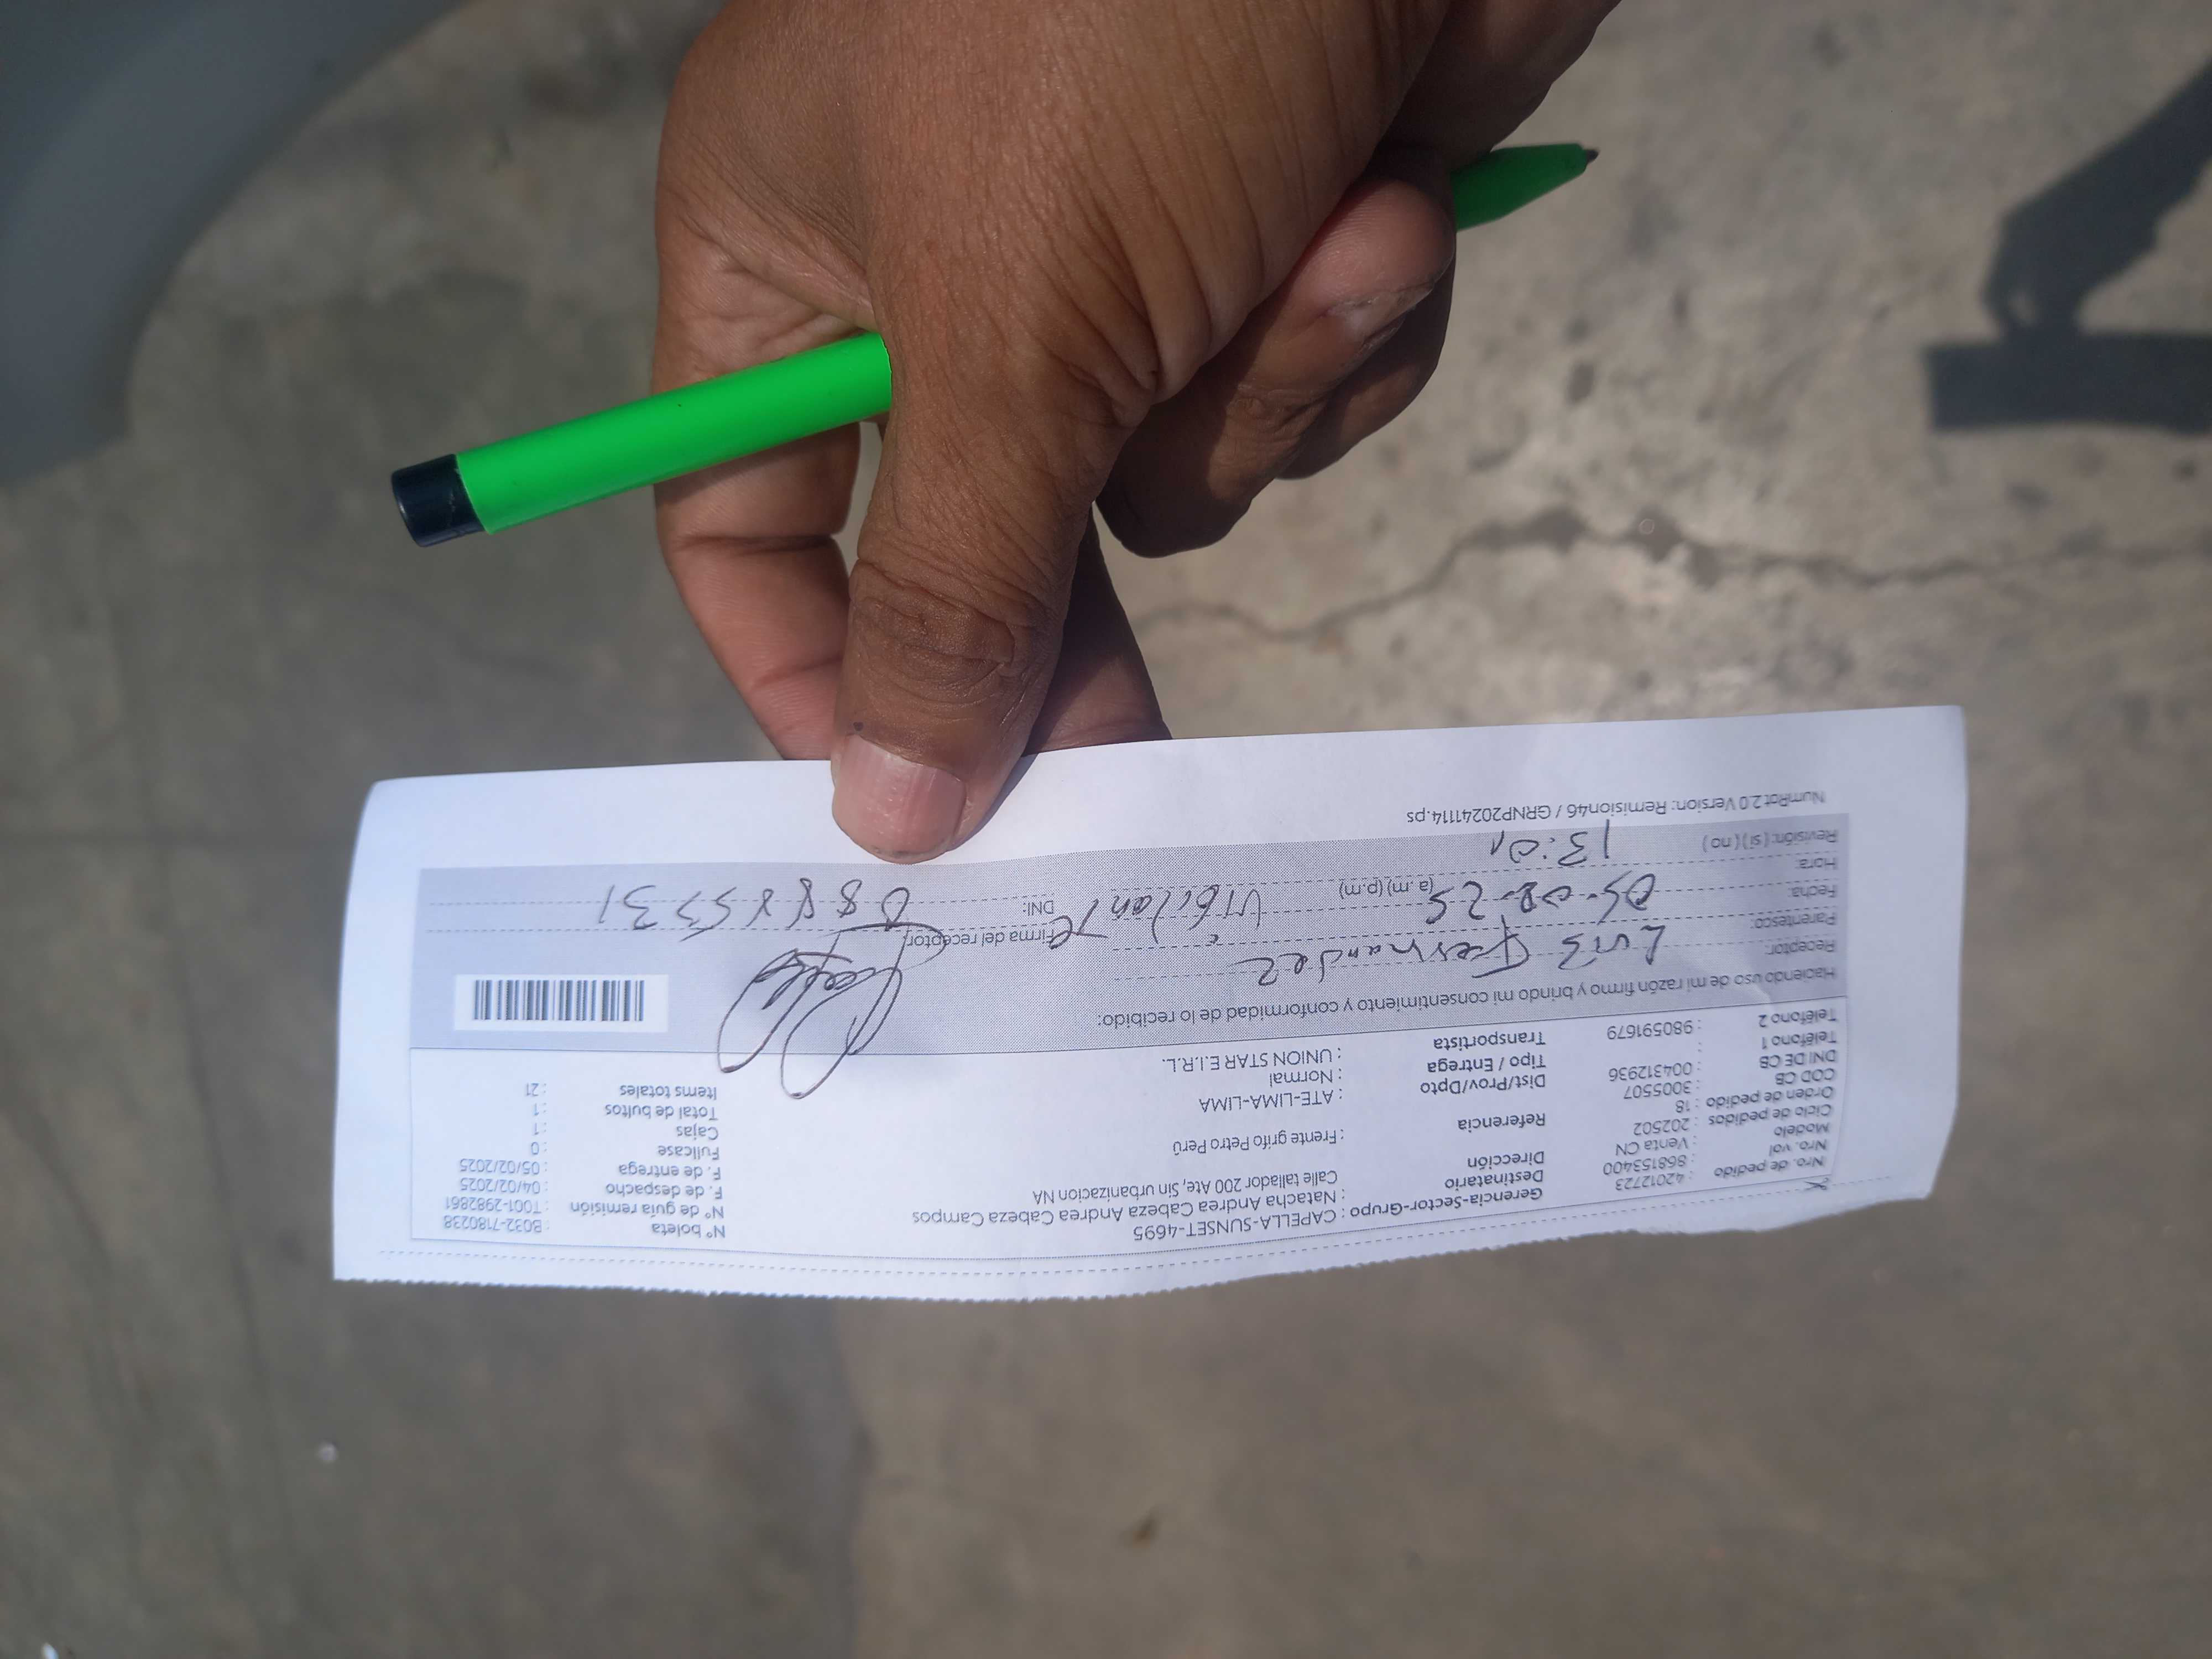 Nro. de pedido : 42012723
Nro. vol : 868153400
Modelo : Venta CN
Ciclo de pedidos : 202502
Orden de pedido : 18
COD CB : 3005507
DNI DE CB : 004312936
Teléfono 1 :
Teléfono 2 : 980591679
Gerencia-Sector-Grupo : CAPELLA-SUNSET-4695
Destinatario : Natacha Andrea Cabeza Andrea Cabeza Campos
Dirección Calle tallador 200 Ate, Sin urbanizacion NA
Referencia : Frente grifo Petro Perú
Dist/Prov/Dpto : ATE-LIMA-LIMA
Tipo / Entrega : Normal
Transportista : UNION STAR E.I.R.L.
N° boleta : B032-7180238
N° de guía remisión : T001-2982861
F. de despacho : 04/02/2025
F. de entrega : 05/02/2025
Fullcase : 0
Cajas : 1
Total de bultos : 1
Items totales : 21
Haciendo uso de mi razón firmo y brindo mi consentimiento y conformidad de lo recibido:
Receptor: Luis Fernandez
Parentesco:
Firma del receptor:
Fecha: 05-02-25 Vigilante
Hora: (a.m) (p.m)
DNI:
Revisión: ( si ) ( no ) 13:01
NumRot 2.0 Version: Remision46 / GRNP20241114.ps